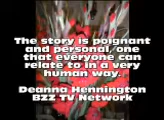 The story is poignant
and personal, one
that everyone can
relate to in a very
human way.
Deanna Hennington
BZZ TV Network